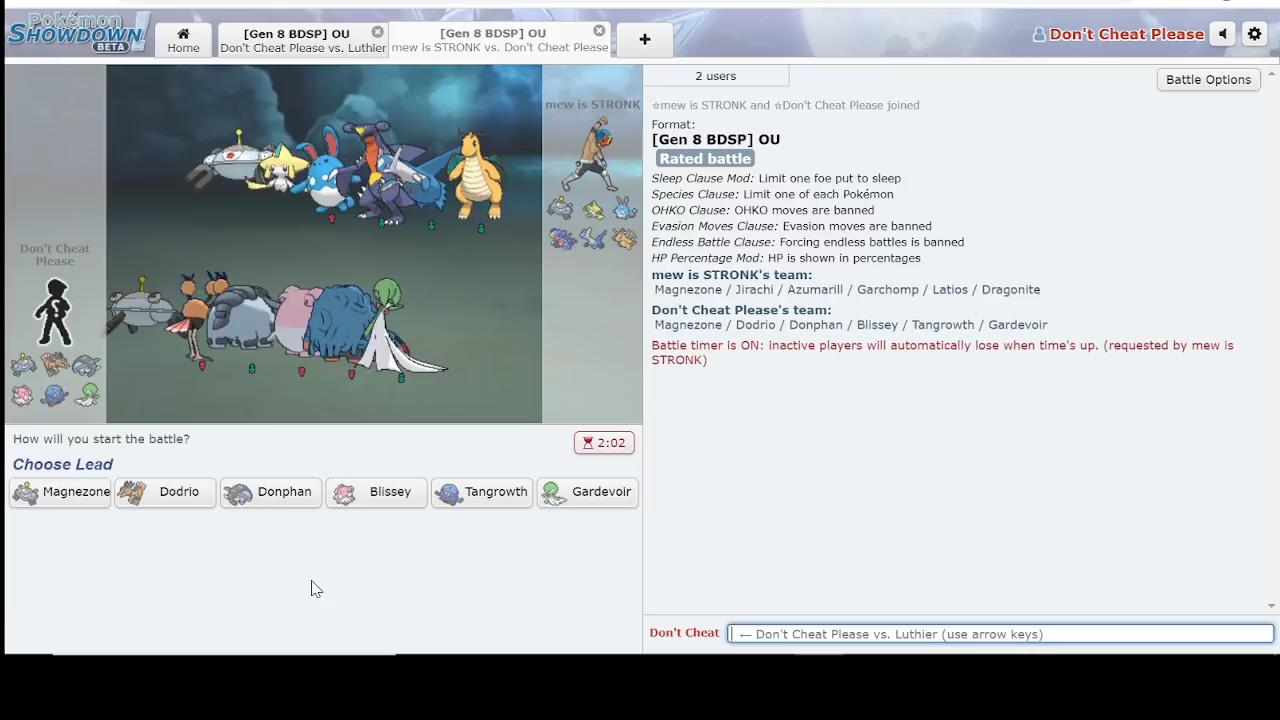 Pokémon
SHOWDOWN!
BETA
Home
[Gen 8 BDSP] OU
Don't Cheat Please vs. Luthier
[Gen 8 BDSP] OU
mew is STRONK vs. Don't Cheat Please
+
Don't Cheat Please
mew is STRONK
Don't Cheat
Please
How will you start the battle?
2:02
Choose Lead
Magnezone
Dodrio
Donphan
Blissey
Tangrowth
Gardevoir
2 users
Battle Options
☆mew is STRONK and ☆Don't Cheat Please joined
Format:
[Gen 8 BDSP] OU
Rated battle
Sleep Clause Mod: Limit one foe put to sleep
Species Clause: Limit one of each Pokémon
OHKO Clause: OHKO moves are banned
Evasion Moves Clause: Evasion moves are banned
Endless Battle Clause: Forcing endless battles is banned
HP Percentage Mod: HP is shown in percentages
mew is STRONK's team:
Magnezone / Jirachi / Azumarill / Garchomp / Latios / Dragonite
Don't Cheat Please's team:
Magnezone / Dodrio / Donphan / Blissey / Tangrowth / Gardevoir
Battle timer is ON: inactive players will automatically lose when time's up. (requested by mew is
STRONK)
Don't Cheat
← Don't Cheat Please vs. Luthier (use arrow keys)